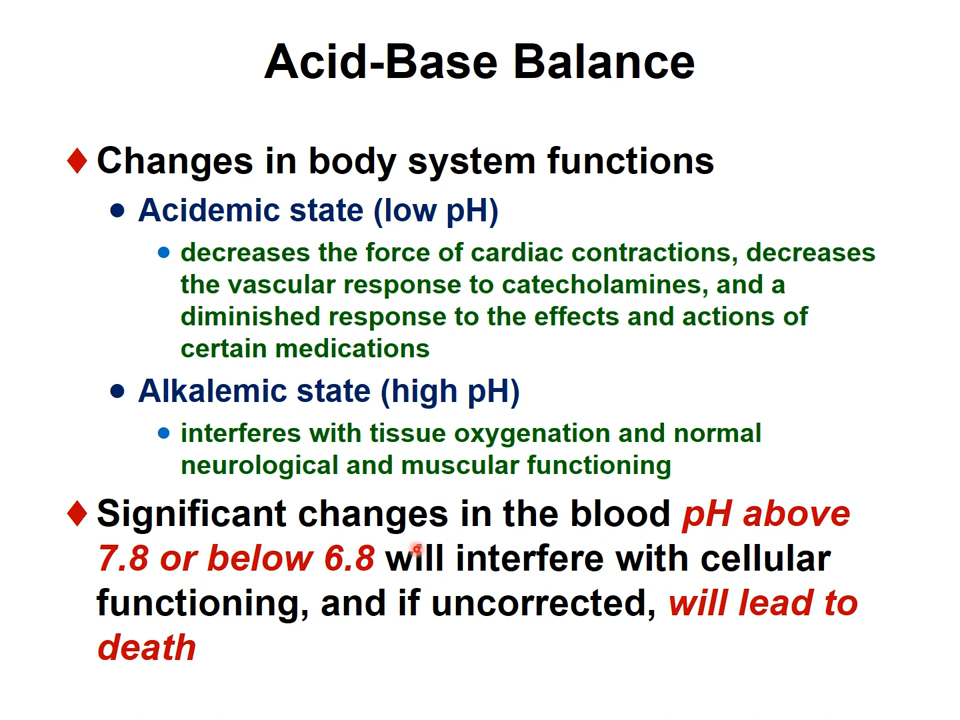 Acid-Base Balance
♦ Changes in body system functions
• Acidemic state (low pH)
• decreases the force of cardiac contractions, decreases
the vascular response to catecholamines, and a
diminished response to the effects and actions of
certain medications
• Alkalemic state (high pH)
• interferes with tissue oxygenation and normal
neurological and muscular functioning
♦ Significant changes in the blood pH above
7.8 or below 6.8 will interfere with cellular
functioning, and if uncorrected, will lead to
death